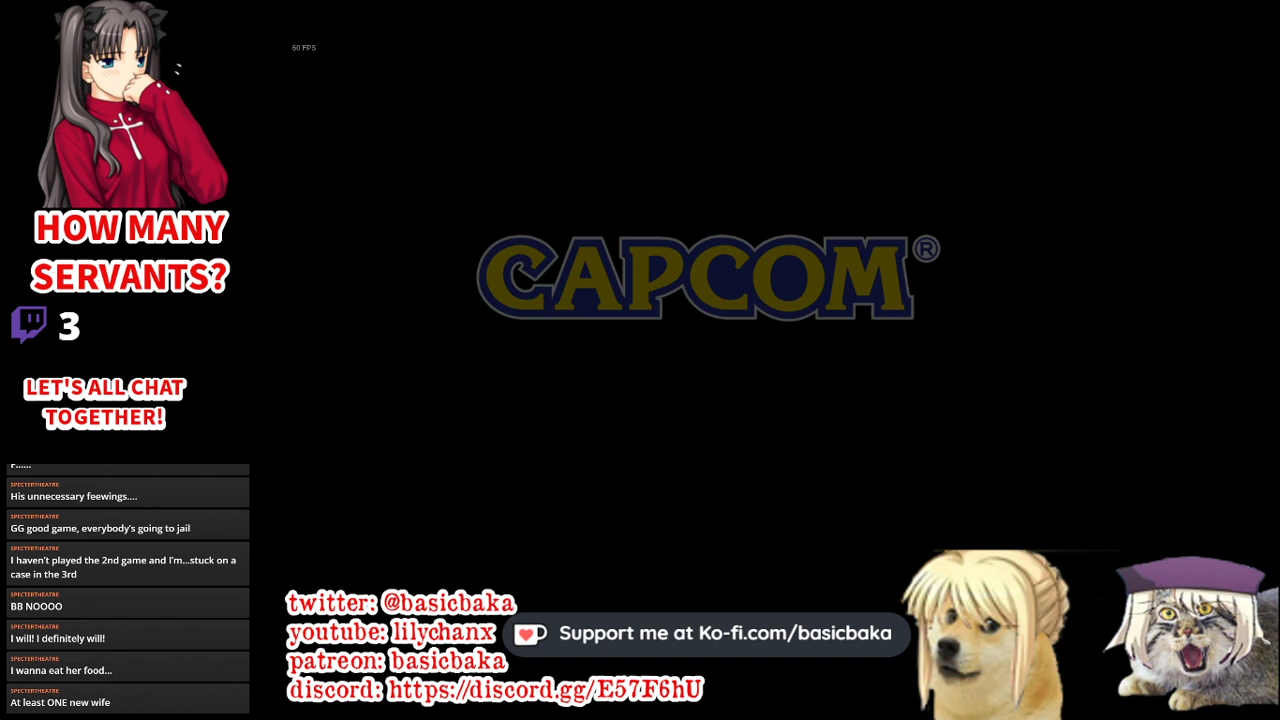 60 FPS
CAPCOM®
HOW MANY
SERVANTS?
3
LET'S ALL CHAT
TOGETHER!
SPECTERTHEATRE
His unnecessary feewings....
SPECTERTHEATRE
GG good game, everybody's going to jail
SPECTERTHEATRE
I haven't played the 2nd game and I'm...stuck on a
case in the 3rd
SPECTERTHEATRE
BB NOOOO
SPECTERTHEATRE
I will! I definitely will!
SPECTERTHEATRE
I wanna eat her food...
SPECTERTHEATRE
At least ONE new wife
twitter: @basicbaka
youtube: lilychanx
patreon: basicbaka
discord: https://discord.gg/E57F6hU
Support me at Ko-fi.com/basicbaka